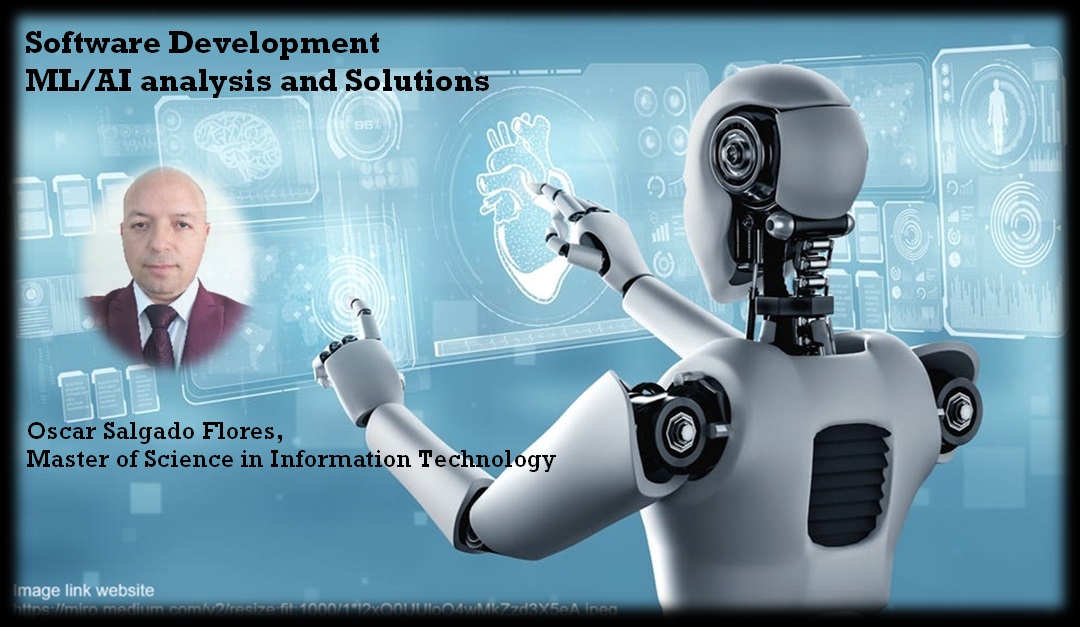 Software Development
ML/AI analysis and Solutions
96%
Oscar Salgado Flores,
Master of Science in Information Technology
Image link website